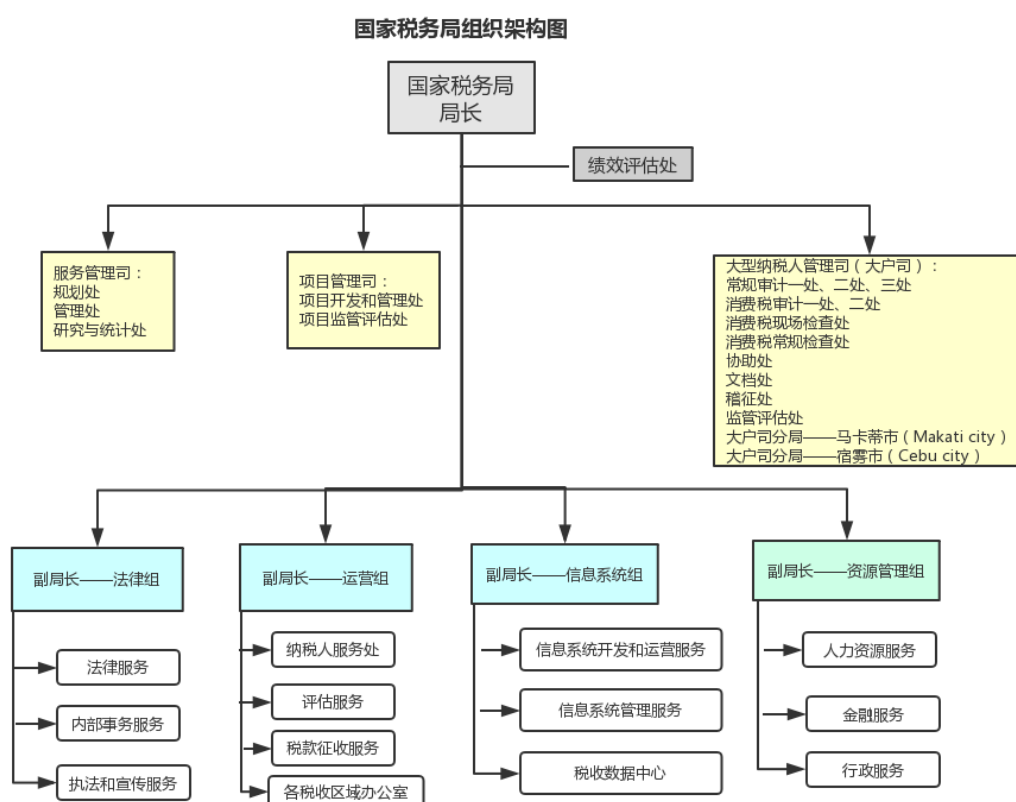 国家税务局组织架构图
国家税务局
局长
绩效评估处
服务管理司：
规划处
管理处
研究与统计处
项目管理司：
项目开发和管理处
项目监管评估处
大型纳税人管理司（大户司）：
常规审计一处、二处、三处
消费税审计一处、二处
消费税现场检查处
消费税常规检查处
协助处
文档处
稽征处
监管评估处
大户司分局——马卡蒂市（Makati city）
大户司分局——宿雾市（Cebu city）
副局长——法律组
法律服务
内部事务服务
执法和宣传服务
副局长——运营组
纳税人服务处
评估服务
税款征收服务
各税收区域办公室
副局长——信息系统组
信息系统开发和运营服务
信息系统管理服务
税收数据中心
副局长——资源管理组
人力资源服务
金融服务
行政服务